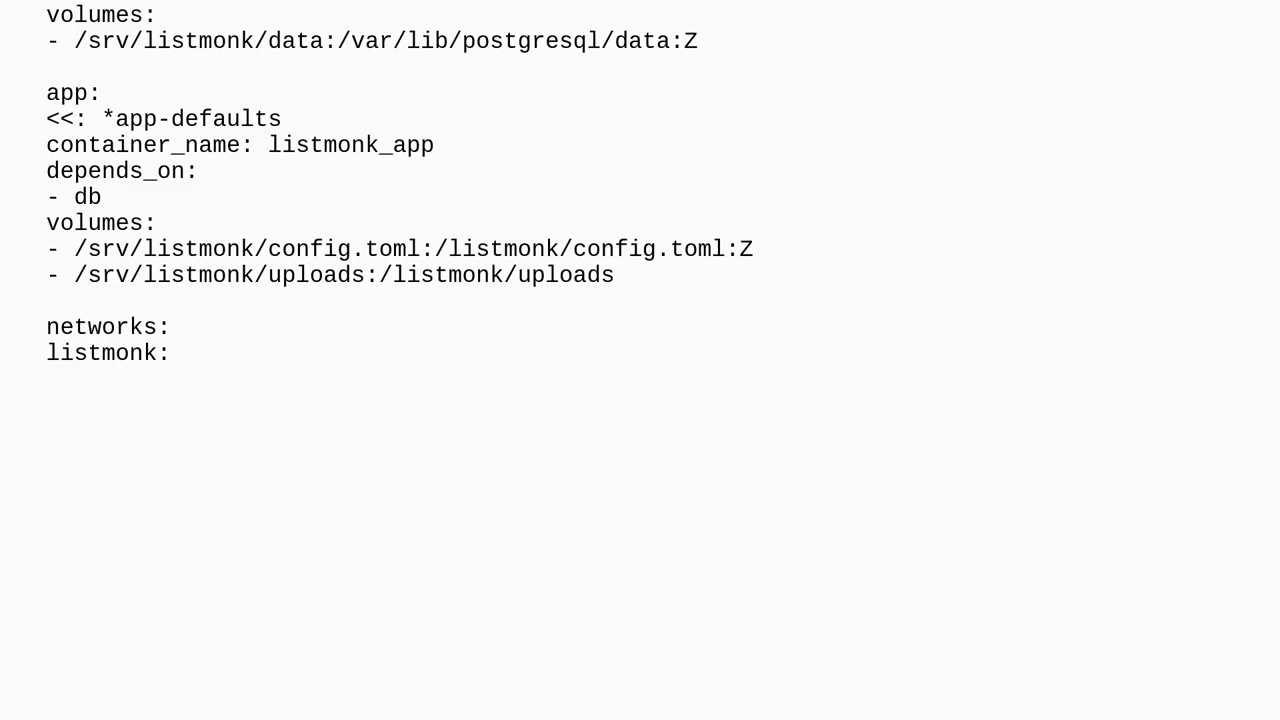 volumes:
- /srv/listmonk/data:/var/lib/postgresql/data:Z
app:
<<: *app-defaults
container_name: listmonk_app
depends_on:
- db
volumes:
- /srv/listmonk/config.toml:/listmonk/config.toml:Z
- /srv/listmonk/uploads:/listmonk/uploads
networks:
listmonk: